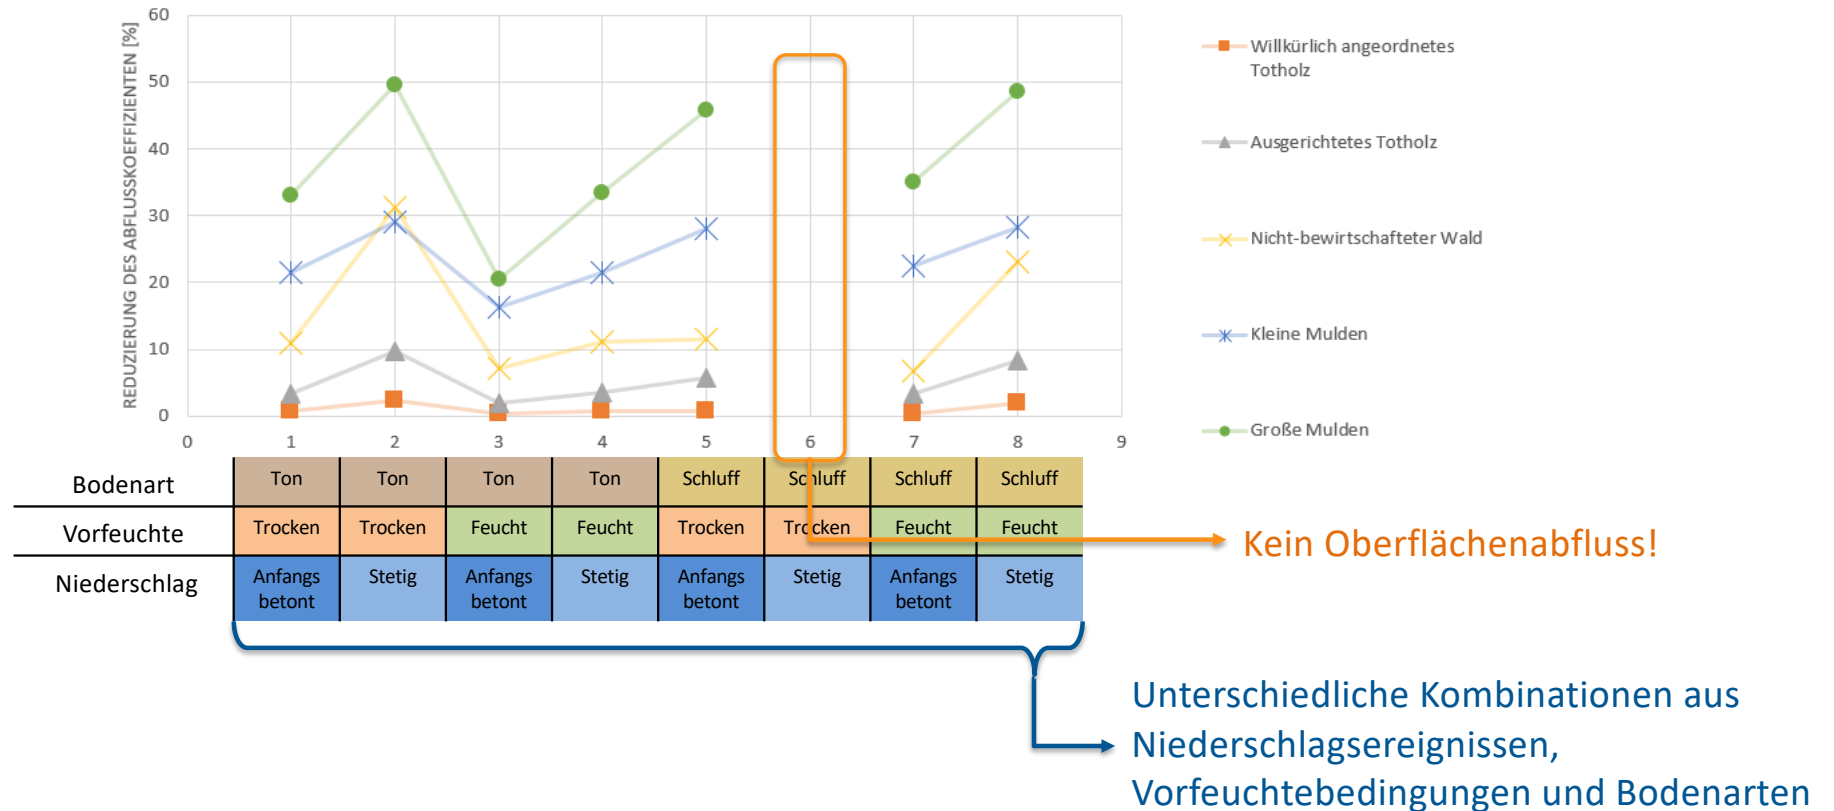 REDUZIERUNG DES ABFLUSSKOEFFIZIENTEN [%]
60
50
40
30
20
10
0
0 1 2 3 4 5 6 7 8 9
Willkürlich angeordnetes
Totholz
Ausgerichtetes Totholz
Nicht-bewirtschafteter Wald
Kleine Mulden
Große Mulden
Bodenart Ton Ton Ton Ton Schluff Schluff Schluff Schluff
Vorfeuchte Trocken Trocken Feucht Feucht Trocken Trocken Feucht Feucht
Niederschlag Anfangs Stetig Anfangs Stetig Anfangs Stetig Anfangs Stetig
betont betont betont betont
Kein Oberflächenabfluss!
Unterschiedliche Kombinationen aus
Niederschlagsereignissen,
Vorfeuchtebedingungen und Bodenarten